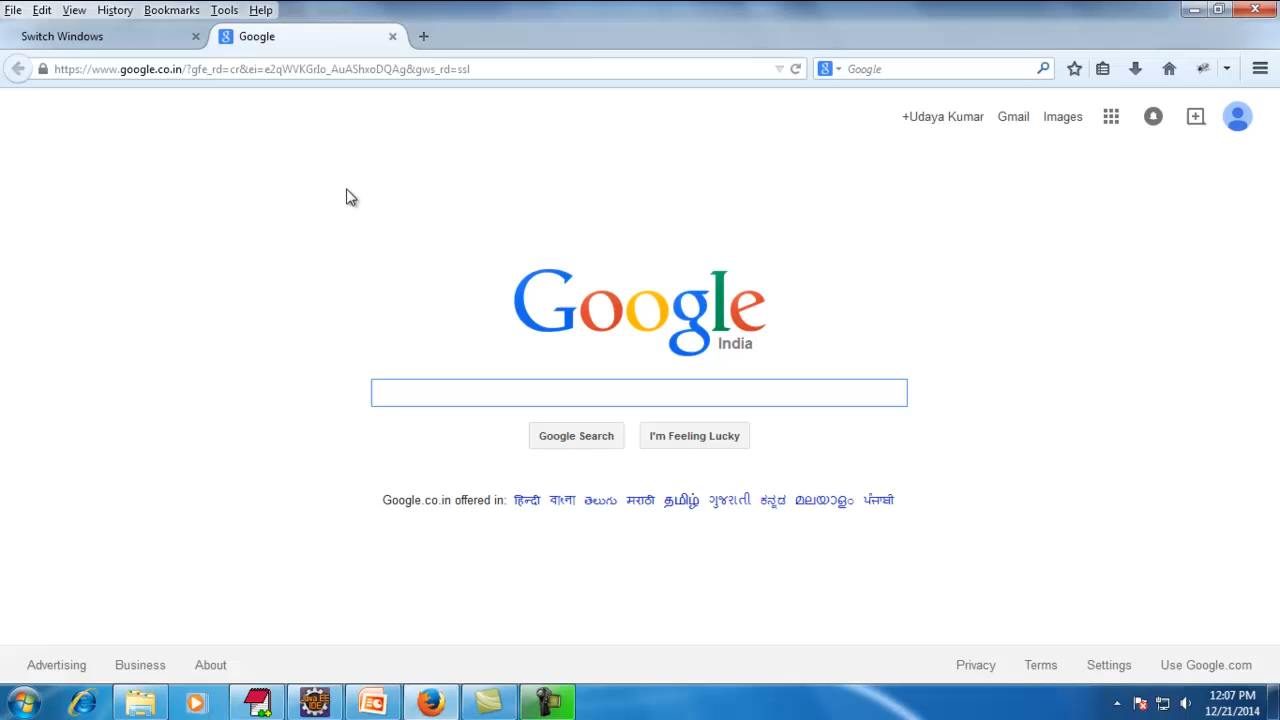 File Edit View History Bookmarks Tools Help
Switch Windows
Google
https://www.google.co.in/?gfe_rd=cr&ei=e2qWVKGrIo_AuAShxoDQAg&gws_rd=ssl
Google
+Udaya Kumar Gmail Images
Google
India
Google Search I'm Feeling Lucky
Google.co.in offered in: हिन्दी বাংলা తెలుగు मराठी தமிழ் ગુજરાતી ಕನ್ನಡ മലയാളം ਪੰਜਾਬੀ
Advertising Business About Privacy Terms Settings Use Google.com
Java EE
IDE
12:07 PM
12/21/2014